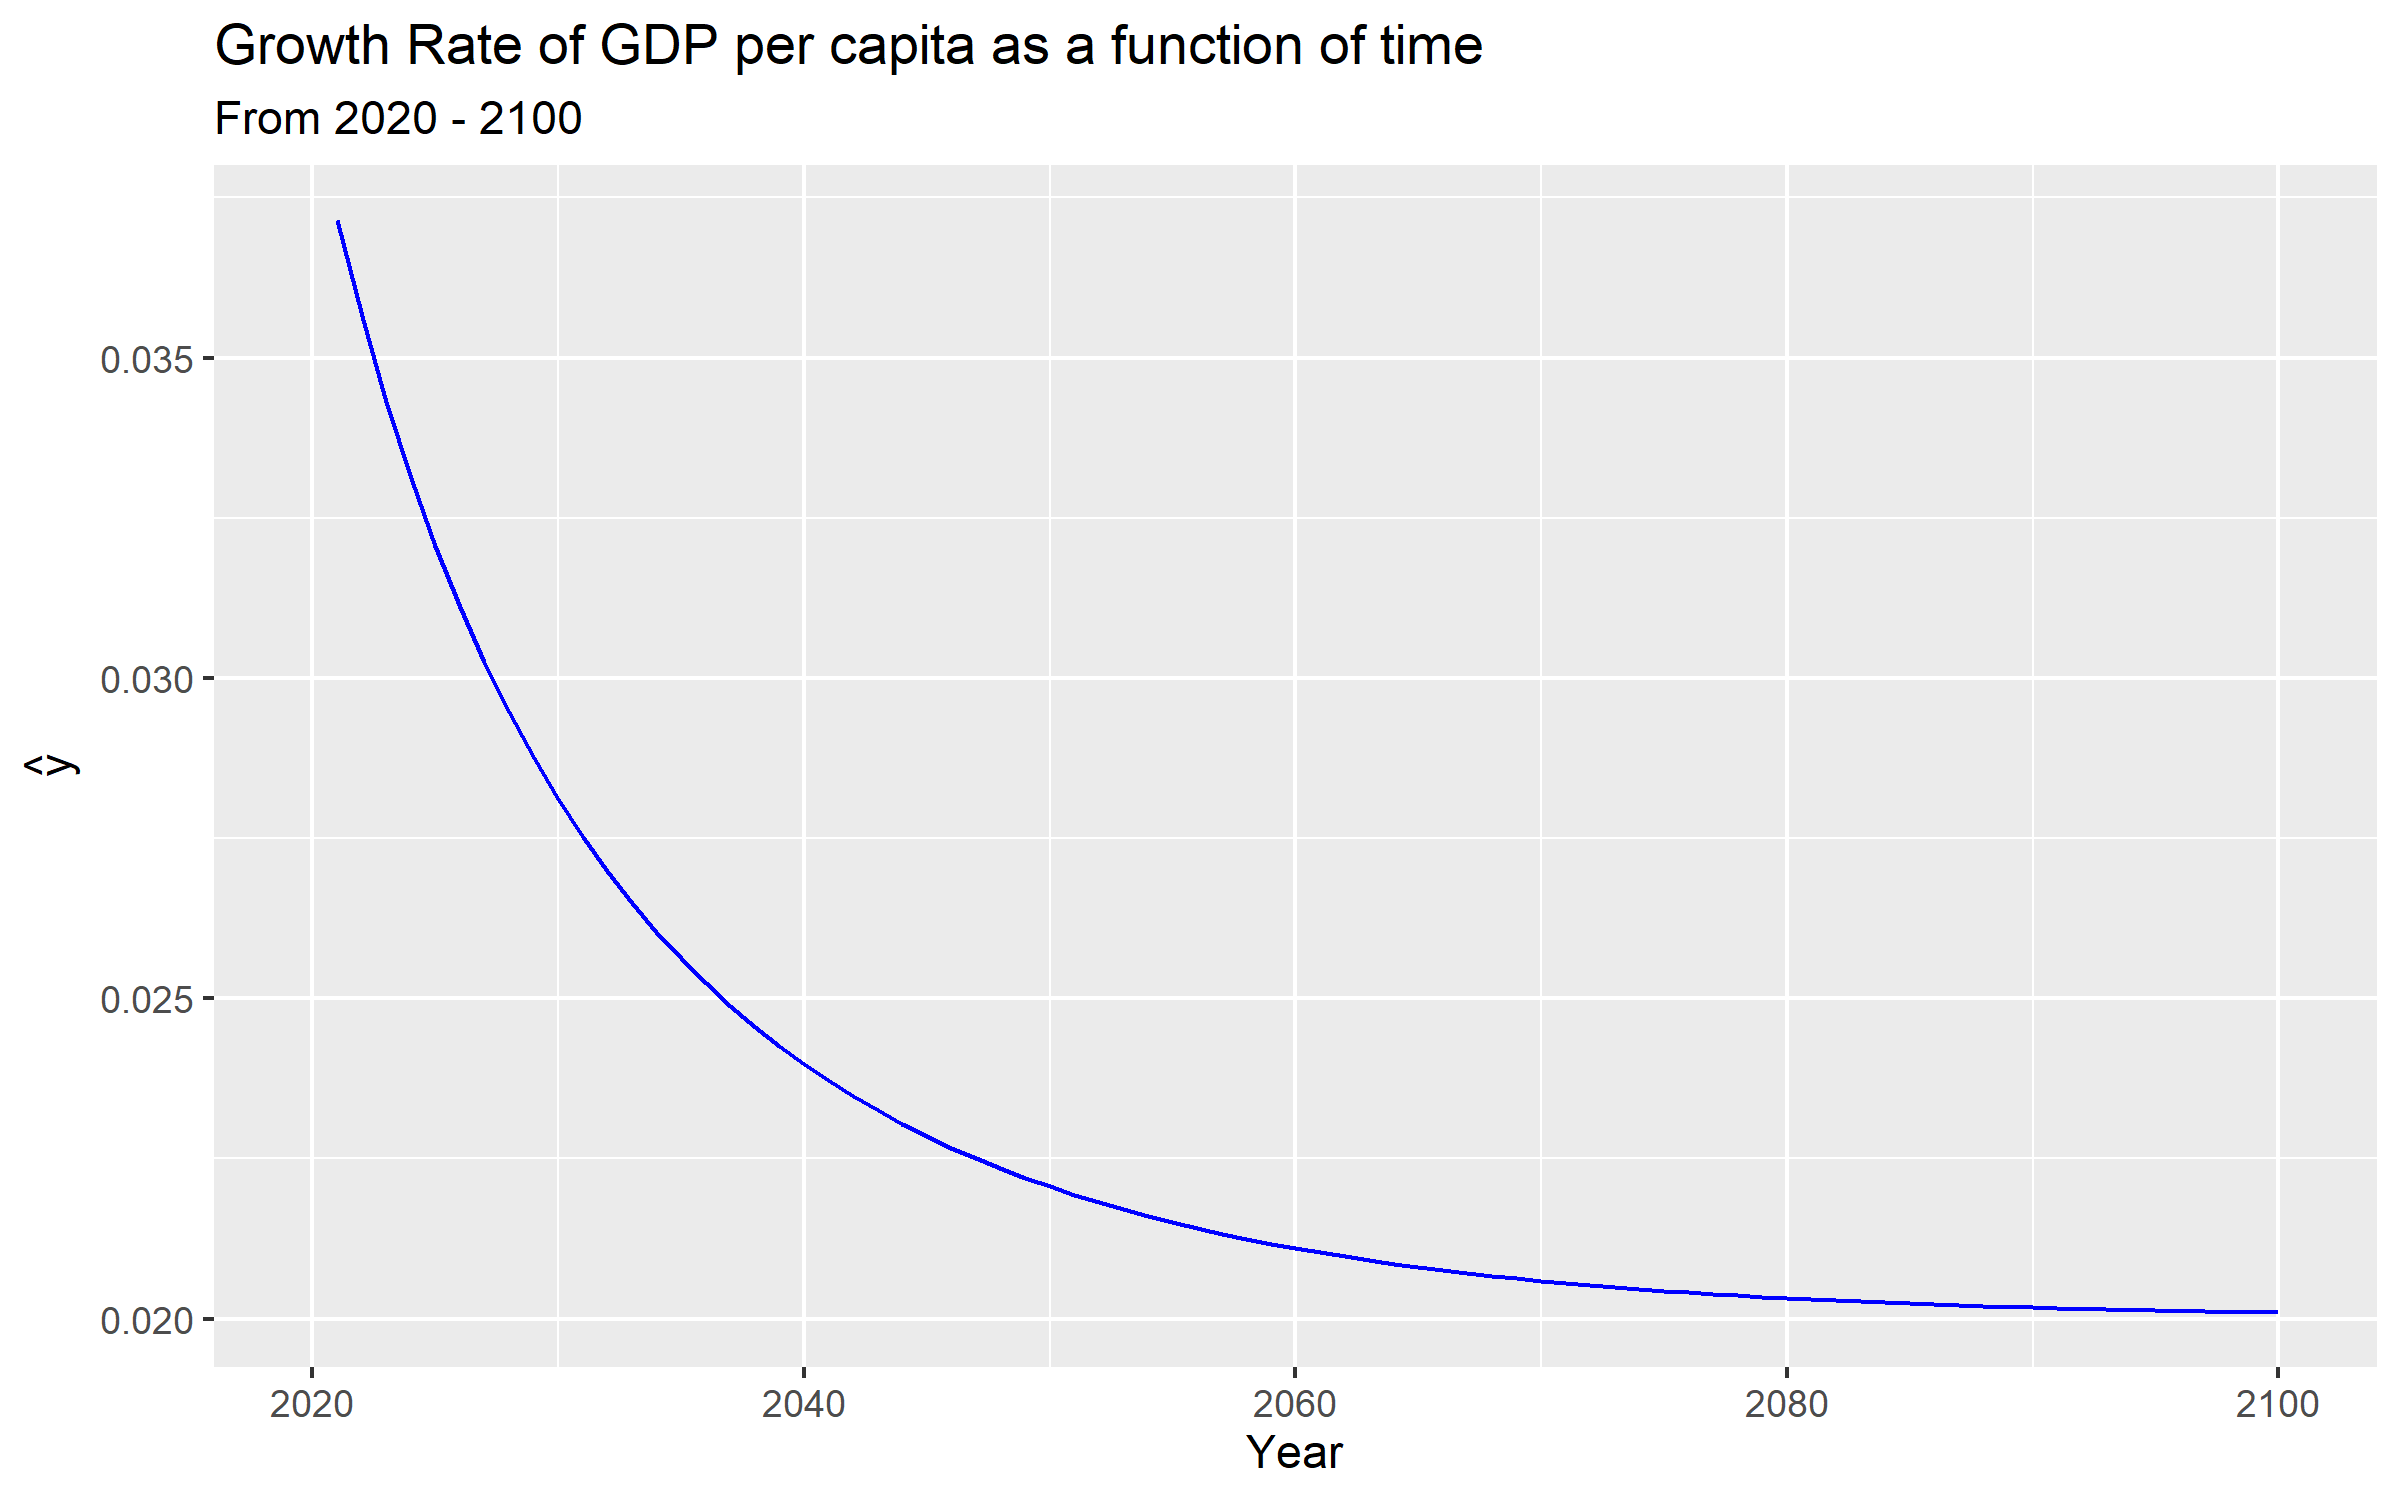 Growth Rate of GDP per capita as a function of time
From 2020 - 2100
0.035
0.030
0.025
0.020
ŷ
2020 2040 2060 2080 2100
Year